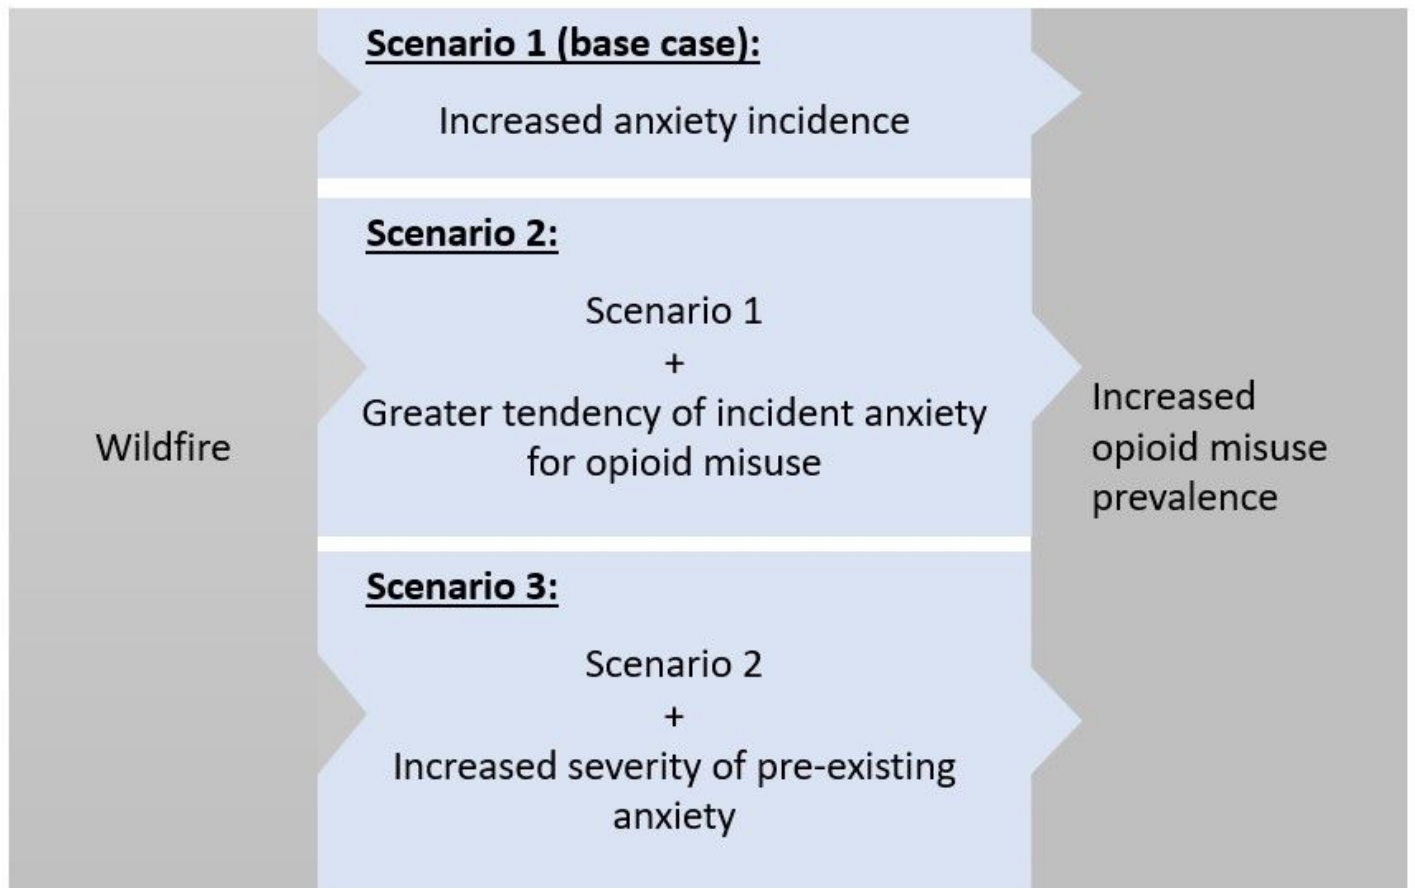 Scenario 1 (base case):
Increased anxiety incidence
Scenario 2:
Scenario 1
+
Greater tendency of incident anxiety
for opioid misuse
Wildfire
Increased
opioid misuse
prevalence
Scenario 3:
Scenario 2
+
Increased severity of pre-existing
anxiety